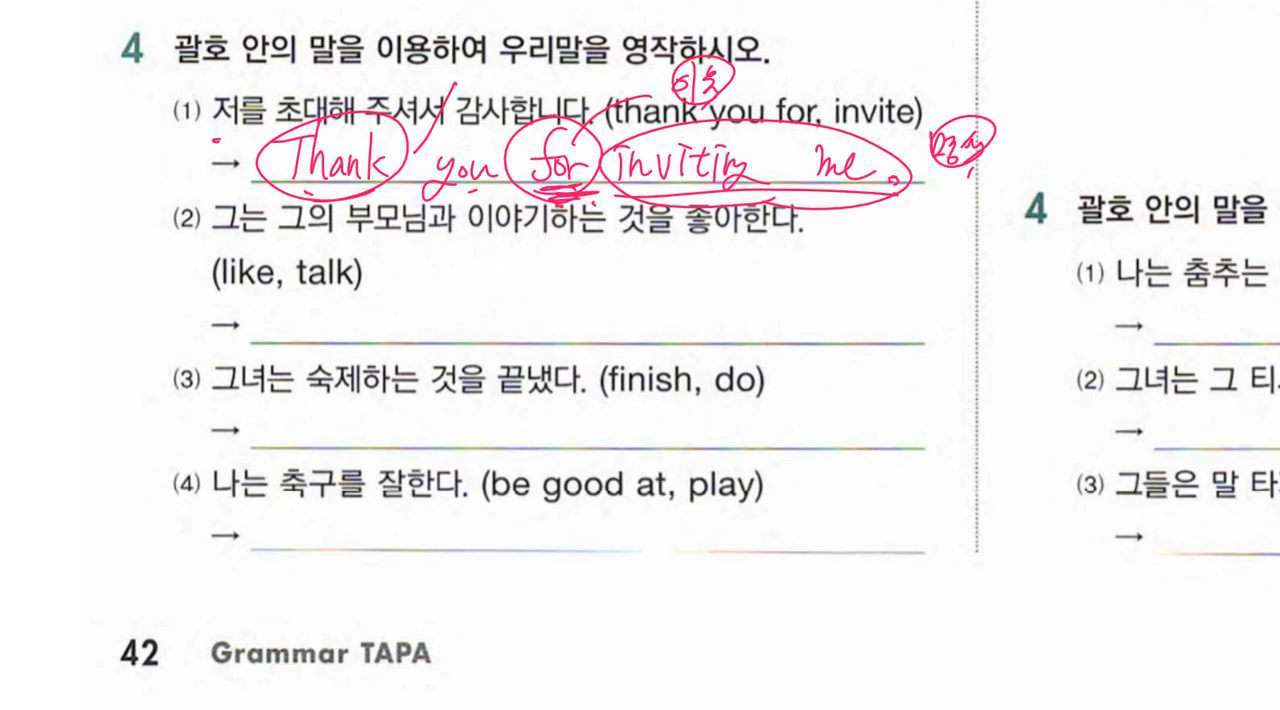 4 괄호 안의 말을 이용하여 우리말을 영작하시오.
(1) 저를 초대해 주셔서 감사합니다. (thank you for, invite)
→ Thank you for inviting me.
(2) 그는 그의 부모님과 이야기하는 것을 좋아한다.
(like, talk)
→
(3) 그녀는 숙제하는 것을 끝냈다. (finish, do)
→
(4) 나는 축구를 잘한다. (be good at, play)
→
42 Grammar TAPA
4 괄호 안의 말을
(1) 나는 춤추는
→
(2) 그녀는 그
→
(3) 그들은 말
→